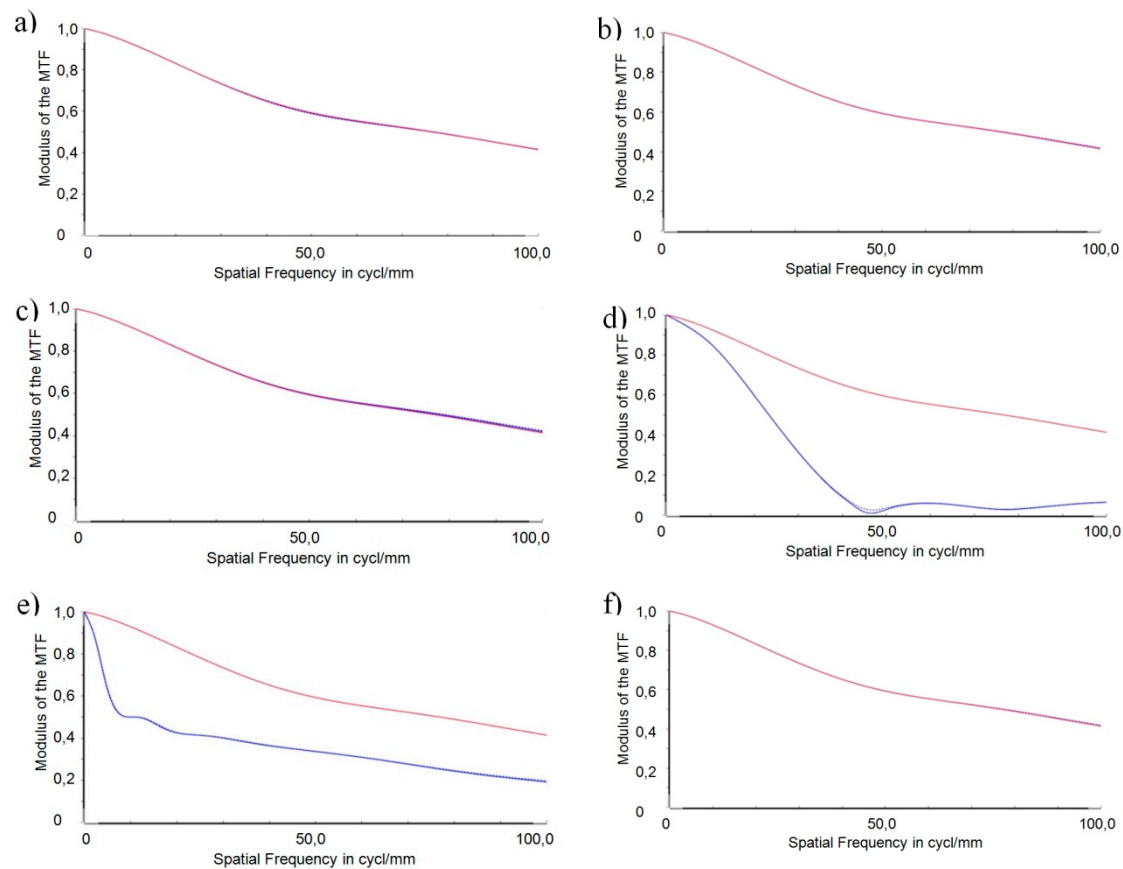 a)
Modulus of the MTF
1,0
0,8
0,6
0,4
0,2
0
0 50,0 100,0
Spatial Frequency in cycl/mm
b)
Modulus of the MTF
1,0
0,8
0,6
0,4
0,2
0
0 50,0 100,0
Spatial Frequency in cycl/mm
c)
Modulus of the MTF
1,0
0,8
0,6
0,4
0,2
0
0 50,0 100,0
Spatial Frequency in cycl/mm
d)
Modulus of the MTF
1,0
0,8
0,6
0,4
0,2
0
0 50,0 100,0
Spatial Frequency in cycl/mm
e)
Modulus of the MTF
1,0
0,8
0,6
0,4
0,2
0
0 50,0 100,0
Spatial Frequency in cycl/mm
f)
Modulus of the MTF
1,0
0,8
0,6
0,4
0,2
0
0 50,0 100,0
Spatial Frequency in cycl/mm